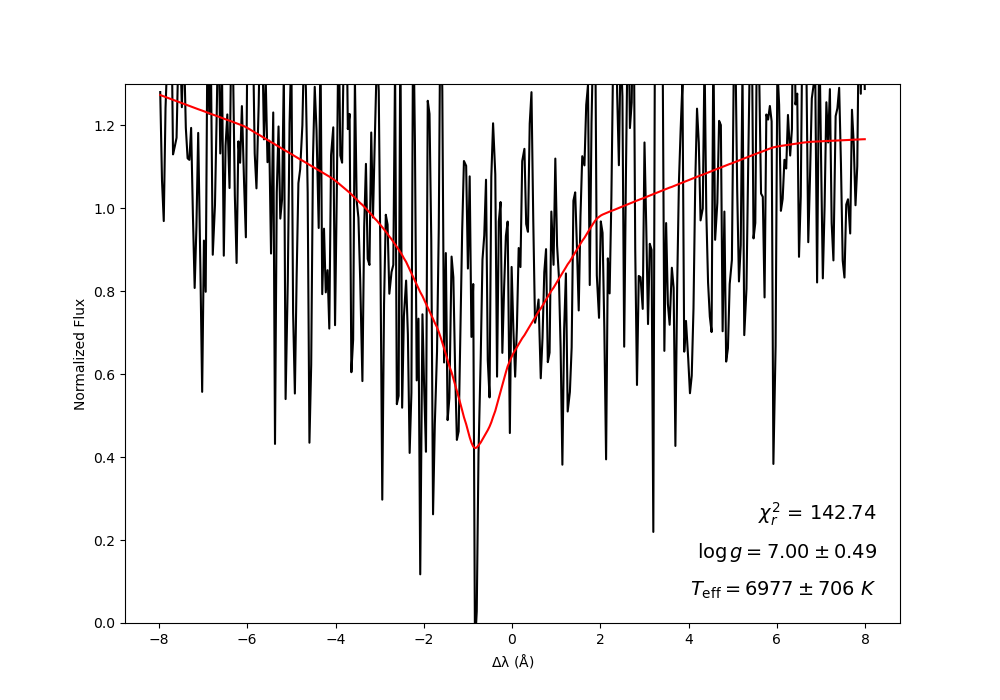 1.2
1.0
0.8
0.6
0.4
0.2
0.0
Normalized Flux
χ²ᵣ = 142.74
log g = 7.00 ± 0.49
T_eff = 6977 ± 706 K
−8 −6 −4 −2 0 2 4 6 8
Δλ (Å)